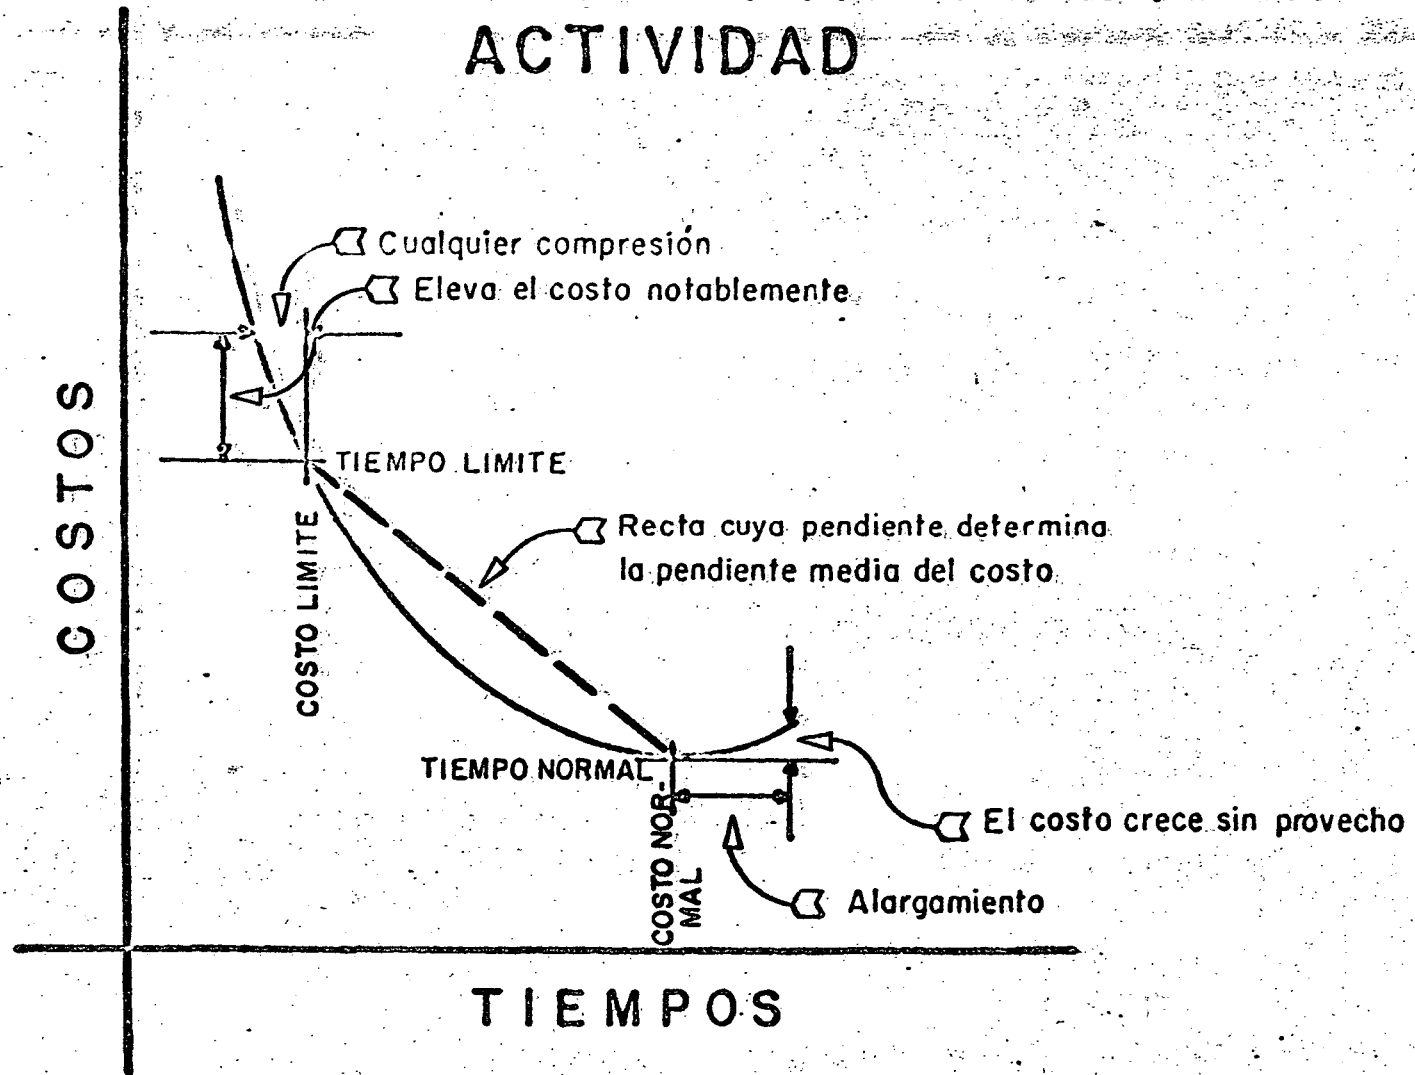 ACTIVIDAD
Cualquier compresión
Eleva el costo notablemente
COSTOS
TIEMPO LIMITE
COSTO LIMITE
Recta cuya pendiente determina
la pendiente media del costo
TIEMPO NORMAL
COSTO NOR-
MAL
El costo crece sin provecho
Alargamiento
TIEMPOS